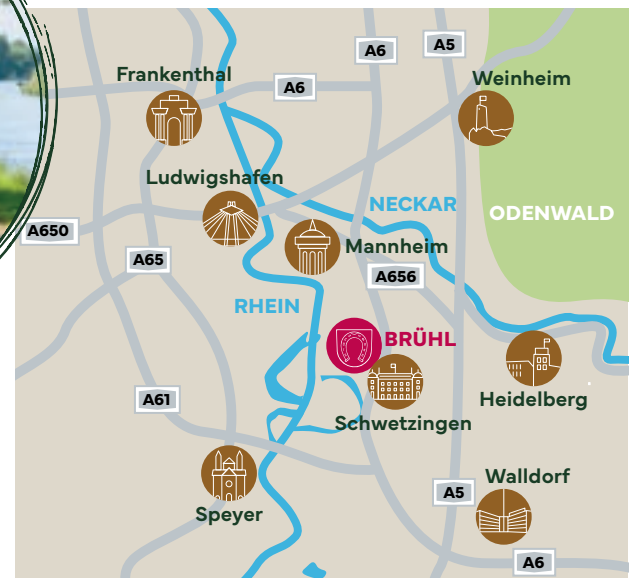 A6
A5
Frankenthal
A6
Weinheim
Ludwigshafen
NECKAR
ODENWALD
A650
Mannheim
A65
A656
RHEIN
BRÜHL
A61
Heidelberg
Schwetzingen
Walldorf
A5
Speyer
A6